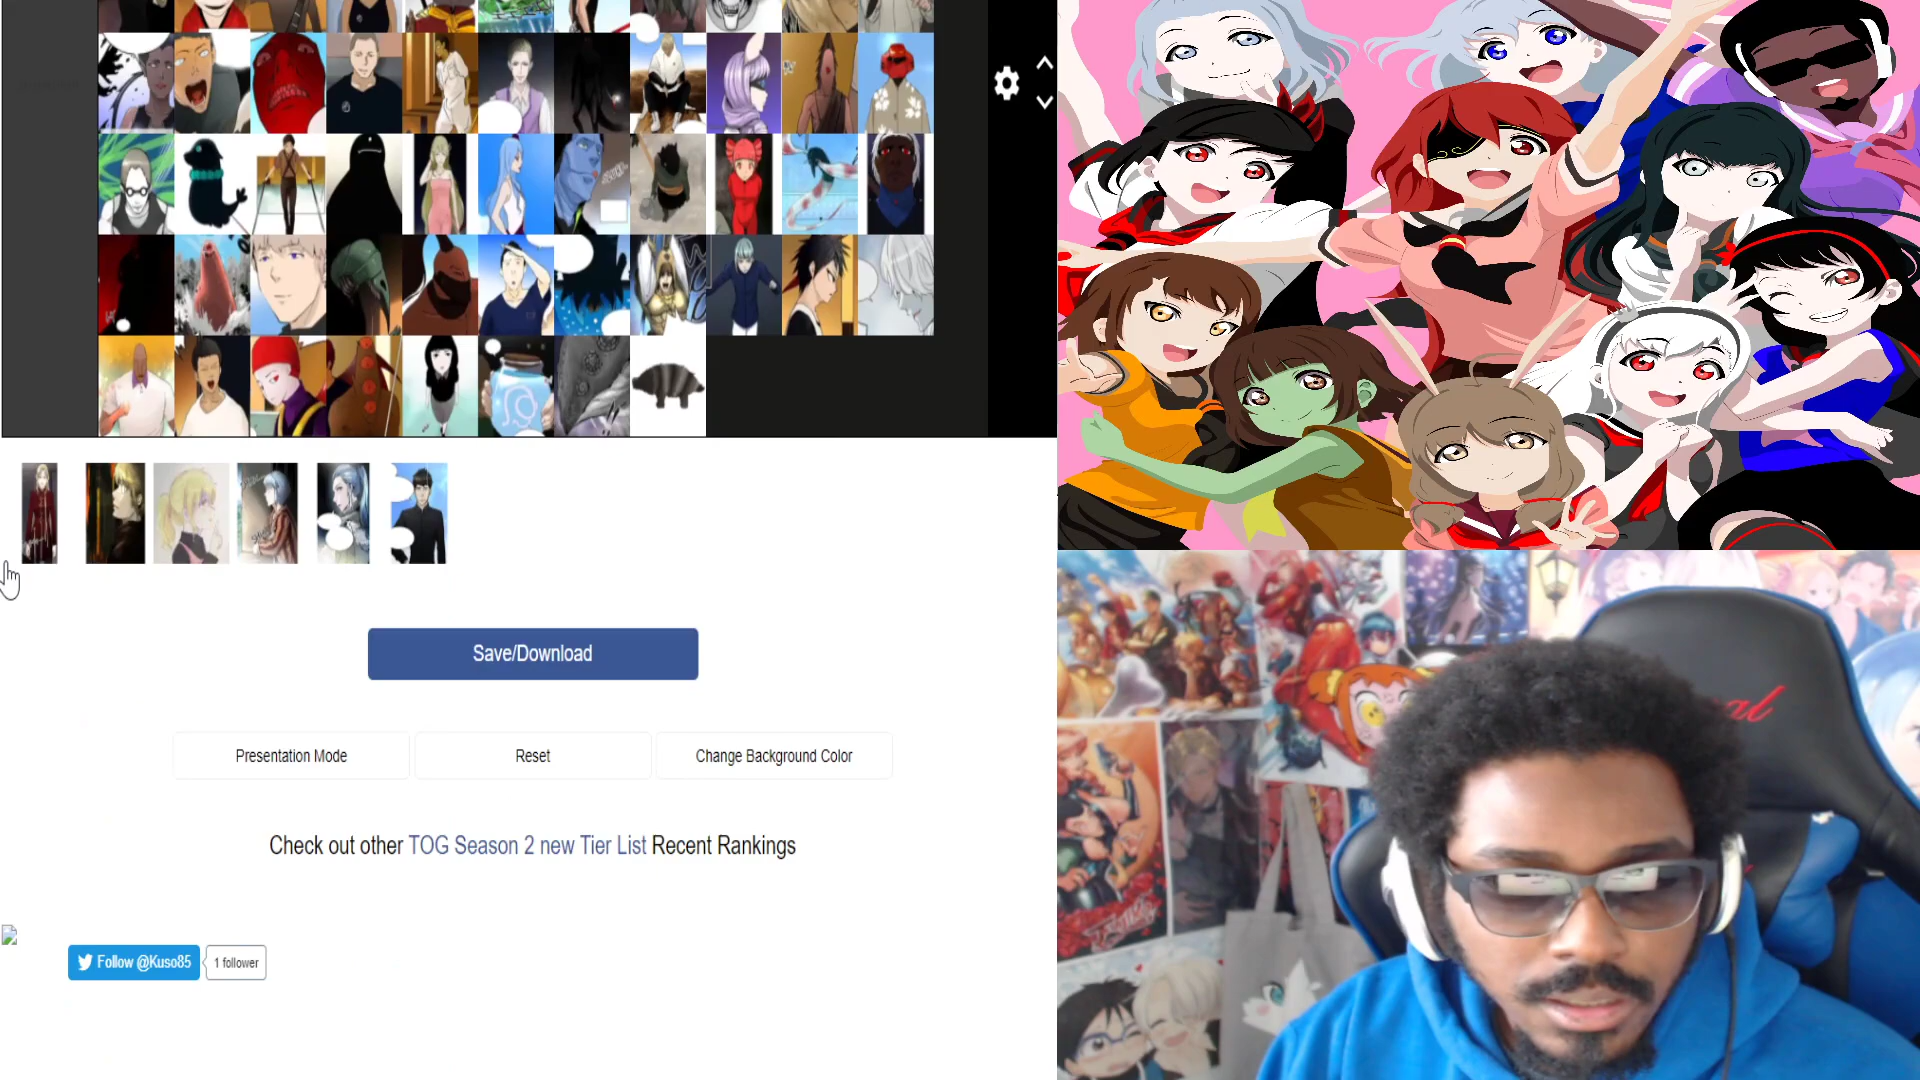 Save/Download
Presentation Mode
Reset
Change Background Color
Check out other TOG Season 2 new Tier List Recent Rankings
Follow @Kuso85
1 follower